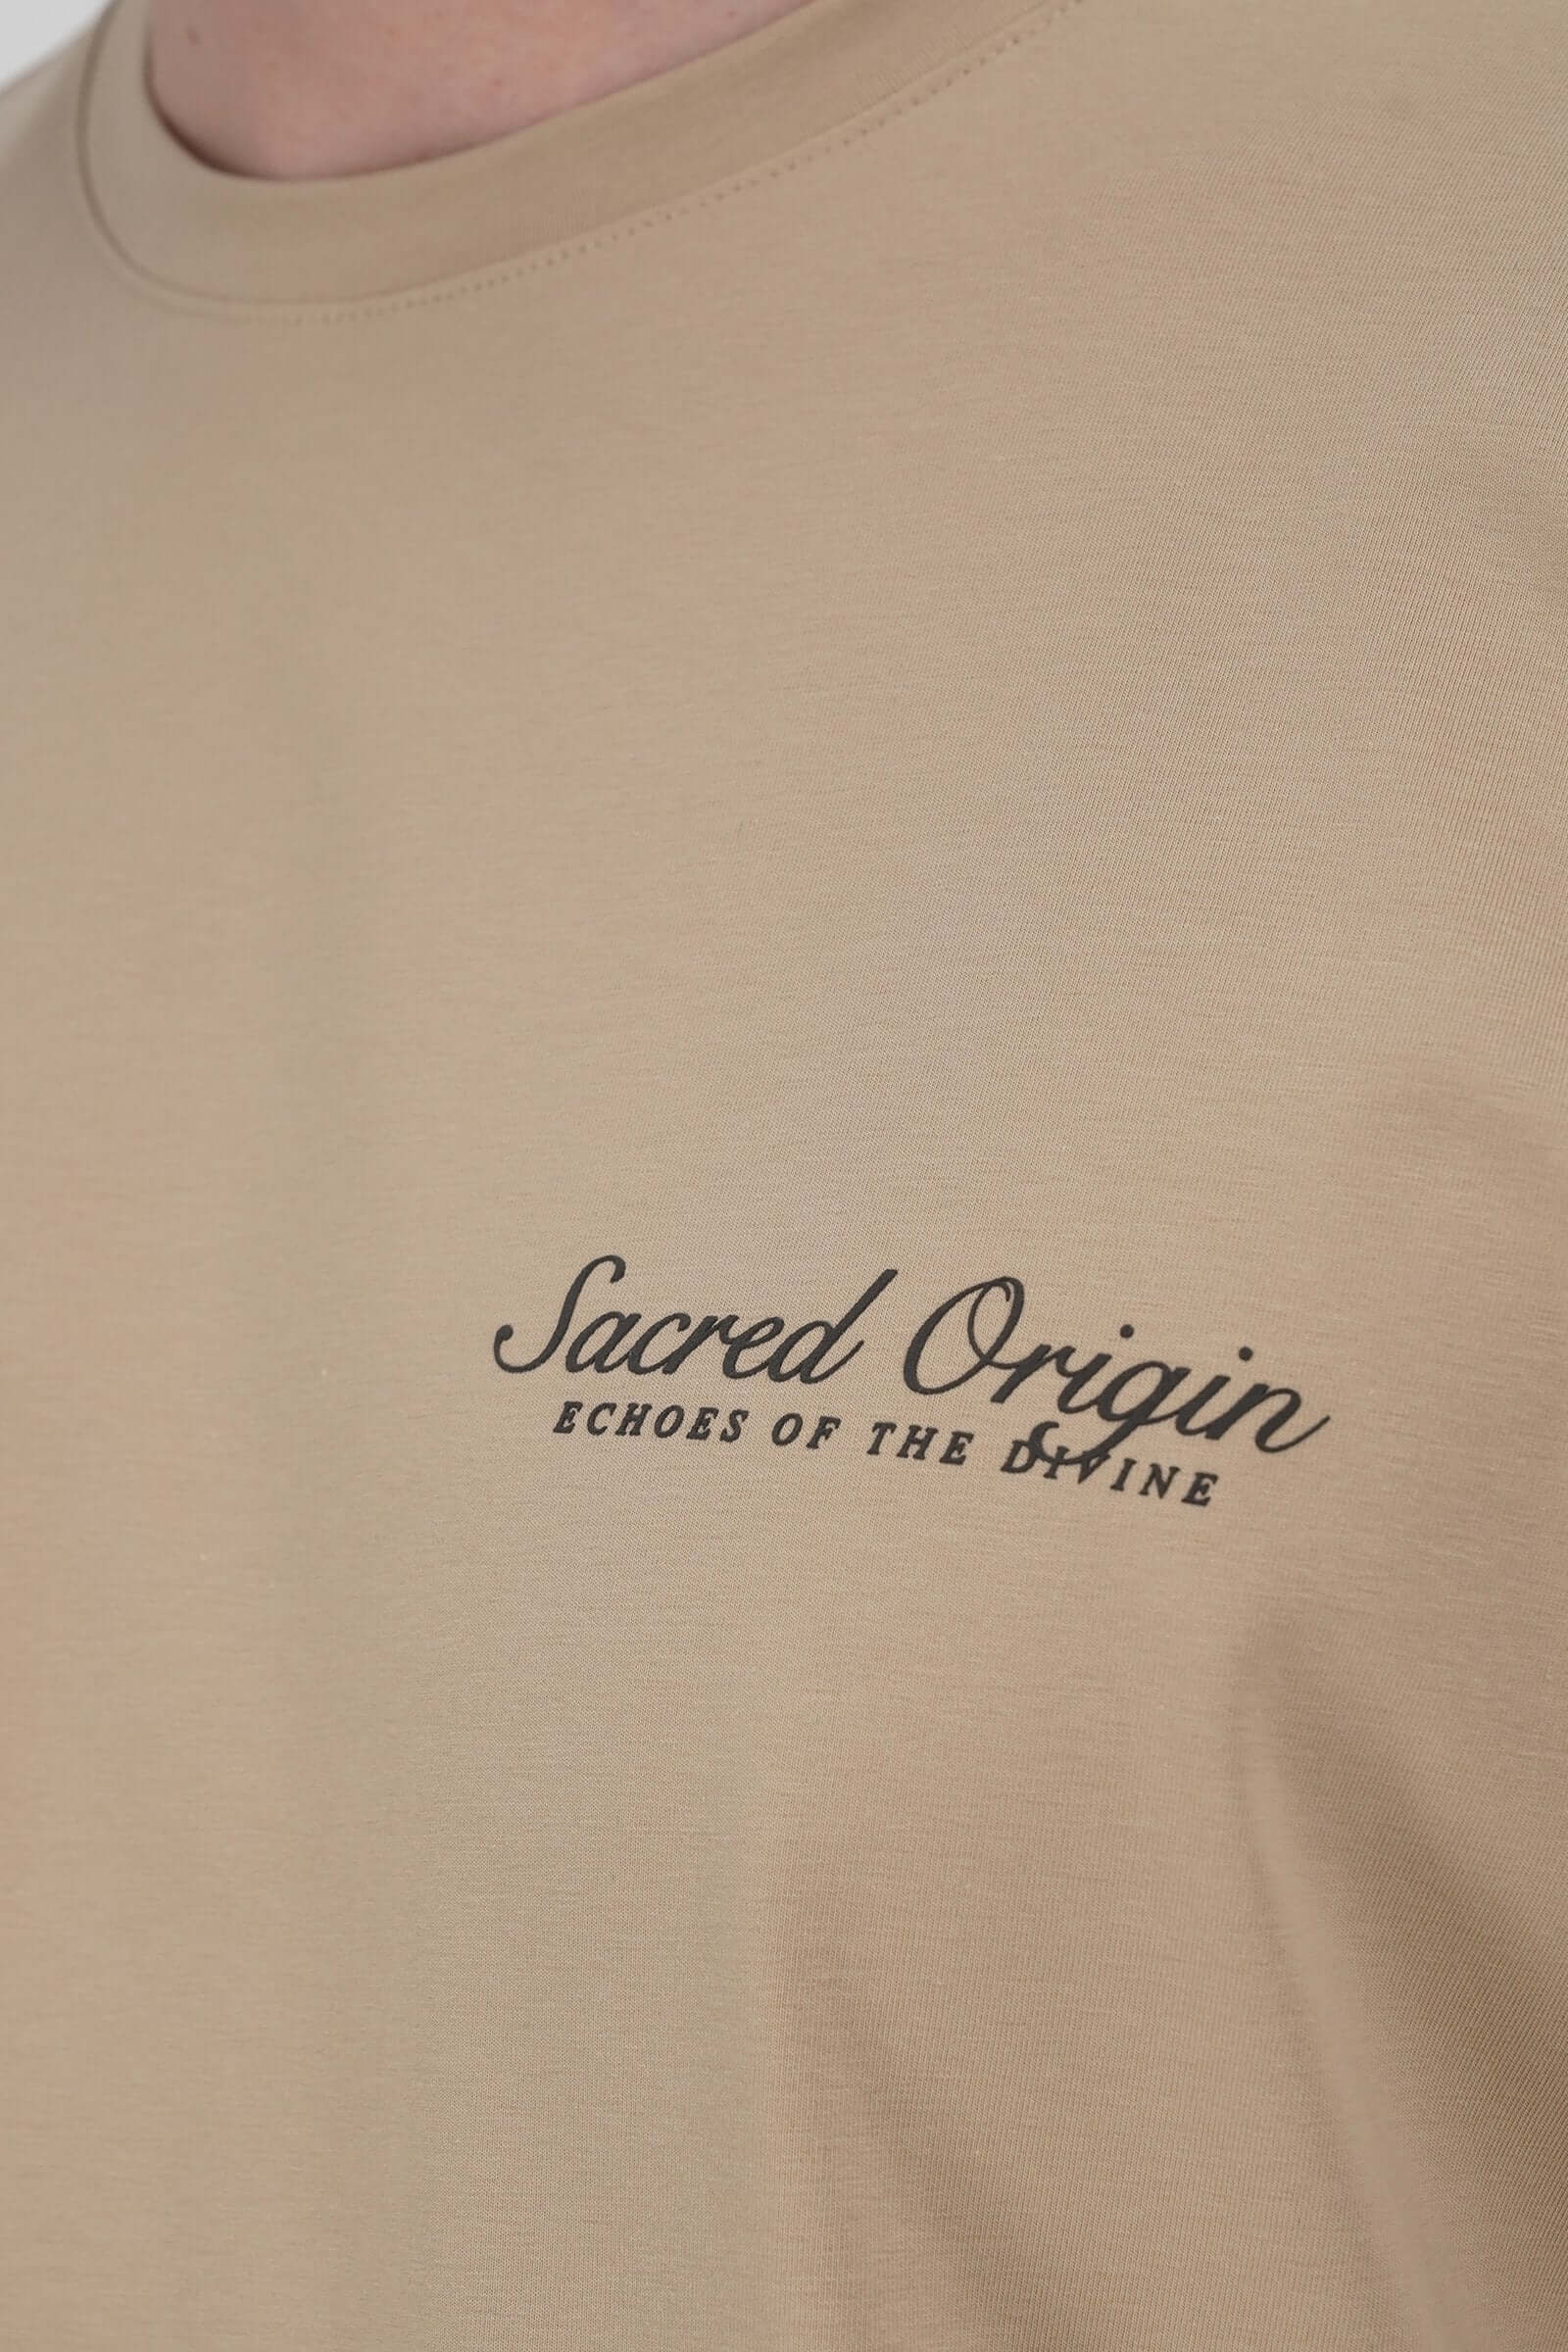 Sacred Origin
ECHOES OF THE DIVINE